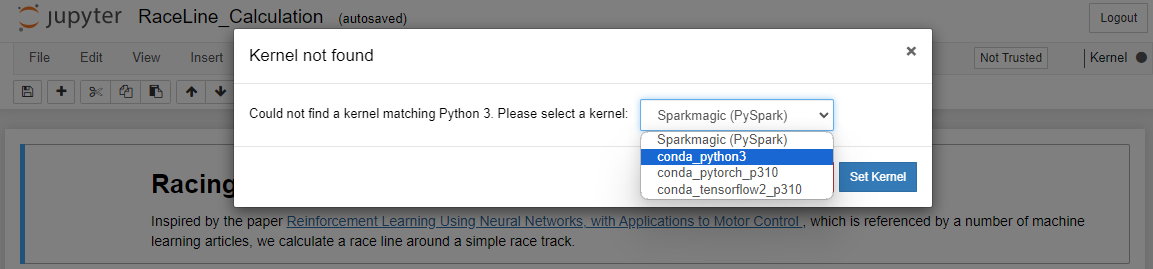 jupyter RaceLine_Calculation (autosaved) Logout
Kernel not found ×
File Edit View Insert Not Trusted Kernel
Could not find a kernel matching Python 3. Please select a kernel: Sparkmagic (PySpark)
Sparkmagic (PySpark)
conda_python3
conda_pytorch_p310
conda_tensorflow2_p310
Set Kernel
Racing
Inspired by the paper Reinforcement Learning Using Neural Networks, with Applications to Motor Control , which is referenced by a number of machine
learning articles, we calculate a race line around a simple race track.